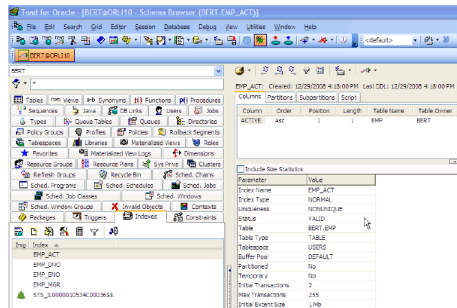 Toad for Oracle - [BERT@ORLI10 - Schema Browser (BERT.EMP_ACT)]
File Edit Search Grid Editor Session Database Debug View Utilities Window Help
<default>
BERT@ORLI10
BERT
EMP_ACT: Created: 12/29/2008 4:18:00 PM Last DDL: 12/29/2008 4:18:00 PM
Tables Views Synonyms Functions Procedures
Sequences Java DB Links Users Jobs
Types Queue Tables Queues Directories
Policy Groups Profiles Policies Rollback Segments
Tablespaces Libraries Materialized Views Roles
Favorites Materialized View Logs Dimensions
Resource Groups Resource Plans Sys Privs Clusters
Refresh Groups Recycle Bin Sched. Chains
Sched. Programs Sched. Schedules Sched. Jobs
Sched. Job Classes Sched. Windows
Sched. Window Groups Invalid Objects Contexts
Packages Triggers Indexes Constraints
Img Index
EMP_ACT
EMP_DNO
EMP_ENO
EMP_MGR
Columns Partitions Subpartitions Script
Column Order Position Length Table Name Table Owner
ACTIVE Asc 1 1 EMP BERT
Include Size Statistics
Parameter Value
Index Name EMP_ACT
Index Type NORMAL
Uniqueness NONUNIQUE
Status VALID
Table BERT.EMP
Table Type TABLE
Tablespace USERS
Buffer Pool DEFAULT
Partitioned No
Temporary No
Initial Transactions 2
Max Transactions 255
Initial Extent Size 1 Mb